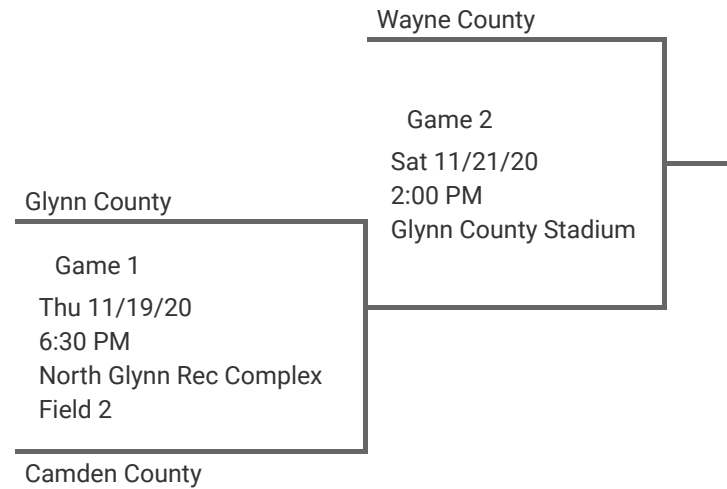 Wayne County
Game 2
Sat 11/21/20
2:00 PM
Glynn County Stadium
Glynn County
Game 1
Thu 11/19/20
6:30 PM
North Glynn Rec Complex
Field 2
Camden County